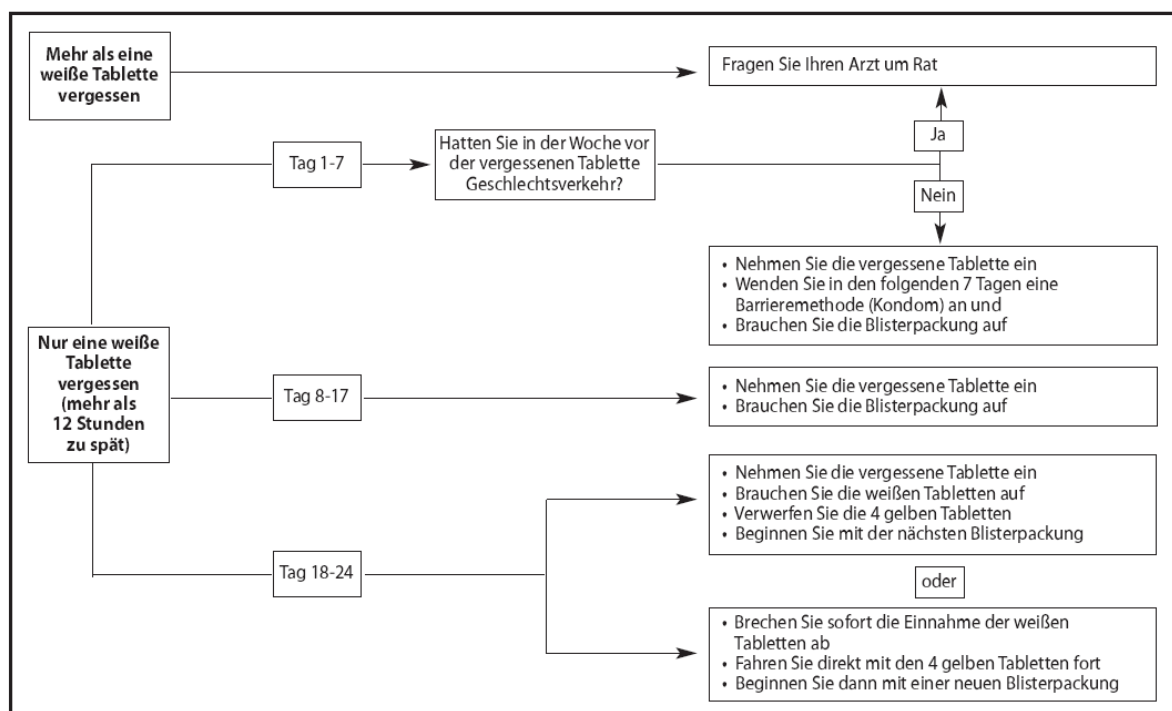 Mehr als eine
weiße Tablette
vergessen
Fragen Sie Ihren Arzt um Rat
Ja
Tag 1-7
Hatten Sie in der Woche vor
der vergessenen Tablette
Geschlechtsverkehr?
Nein
• Nehmen Sie die vergessene Tablette ein
• Wenden Sie in den folgenden 7 Tagen eine
Barrieremethode (Kondom) an und
• Brauchen Sie die Blisterpackung auf
Nur eine weiße
Tablette
vergessen
(mehr als
12 Stunden
zu spät)
Tag 8-17
• Nehmen Sie die vergessene Tablette ein
• Brauchen Sie die Blisterpackung auf
Tag 18-24
• Nehmen Sie die vergessene Tablette ein
• Brauchen Sie die weißen Tabletten auf
• Verwerfen Sie die 4 gelben Tabletten
• Beginnen Sie mit der nächsten Blisterpackung
oder
• Brechen Sie sofort die Einnahme der weißen
Tabletten ab
• Fahren Sie direkt mit den 4 gelben Tabletten fort
• Beginnen Sie dann mit einer neuen Blisterpackung